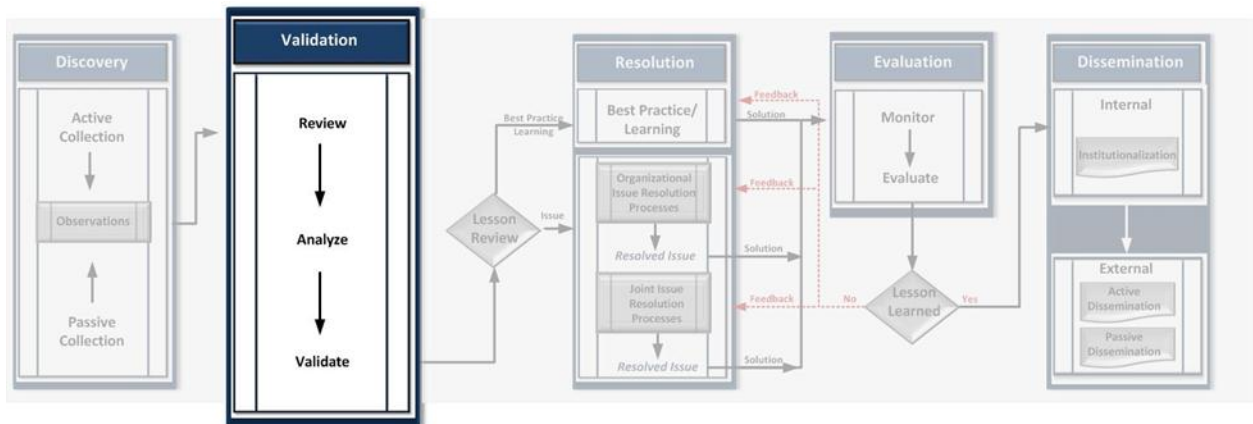 Discovery
Active
Collection
Observations
Passive
Collection
Validation
Review
Analyze
Validate
Lesson
Review
Best Practice
Learning
Issue
Resolution
Best Practice/
Learning
Organizational
Issue Resolution
Processes
Resolved Issue
Joint Issue
Resolution
Processes
Resolved Issue
Solution
Solution
Solution
Feedback
Feedback
Feedback
Evaluation
Monitor
Evaluate
Lesson
Learned
No
Yes
Dissemination
Internal
Institutionalization
External
Active
Dissemination
Passive
Dissemination